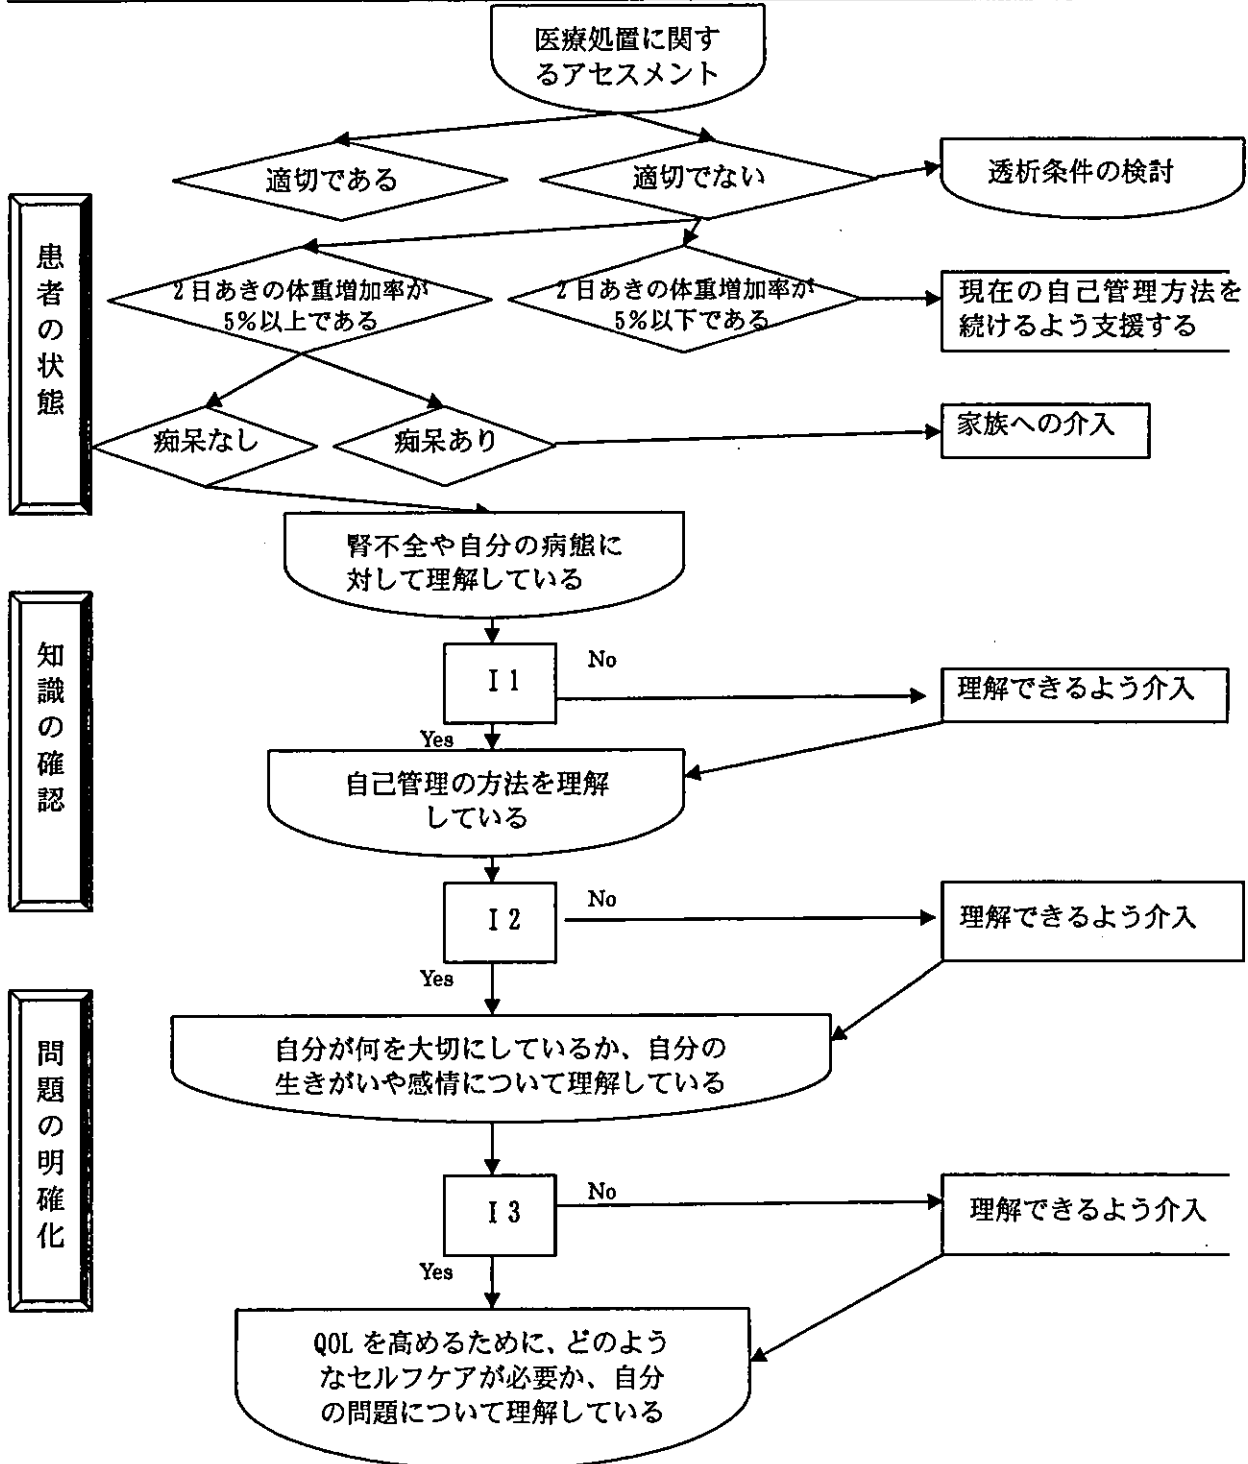 医療処置に関す
るアセスメント
適切である
適切でない
透析条件の検討
患者の状態
2日あきの体重増加率が
5%以上である
2日あきの体重増加率が
5%以下である
現在の自己管理方法を
続けるよう支援する
痴呆なし
痴呆あり
家族への介入
腎不全や自分の病態に
対して理解している
知識の確認
I 1
No
理解できるよう介入
Yes
自己管理の方法を理解
している
I 2
No
理解できるよう介入
Yes
問題の明確化
自分が何を大切にしているか、自分の
生きがいや感情について理解している
I 3
No
理解できるよう介入
Yes
QOL を高めるために、どのよう
なセルフケアが必要か、自分
の問題について理解している